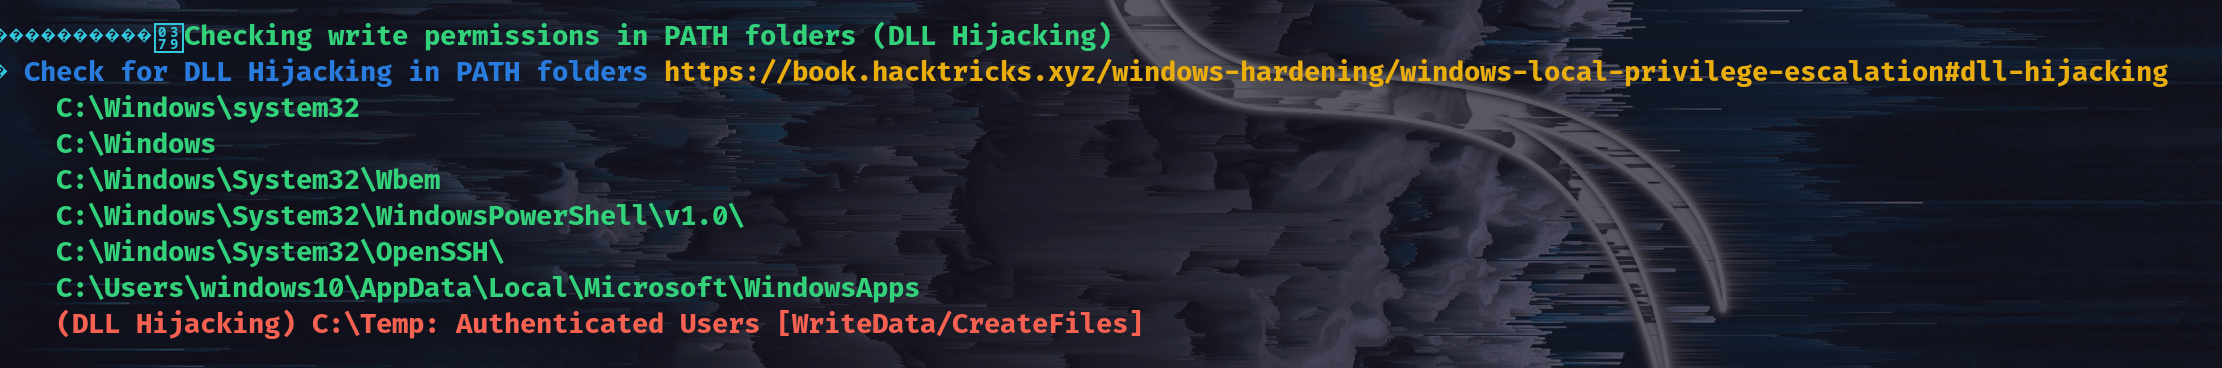 ������������Checking write permissions in PATH folders (DLL Hijacking)
� Check for DLL Hijacking in PATH folders https://book.hacktricks.xyz/windows-hardening/windows-local-privilege-escalation#dll-hijacking
C:\Windows\system32
C:\Windows
C:\Windows\System32\Wbem
C:\Windows\System32\WindowsPowerShell\v1.0\
C:\Windows\System32\OpenSSH\
C:\Users\windows10\AppData\Local\Microsoft\WindowsApps
(DLL Hijacking) C:\Temp: Authenticated Users [WriteData/CreateFiles]